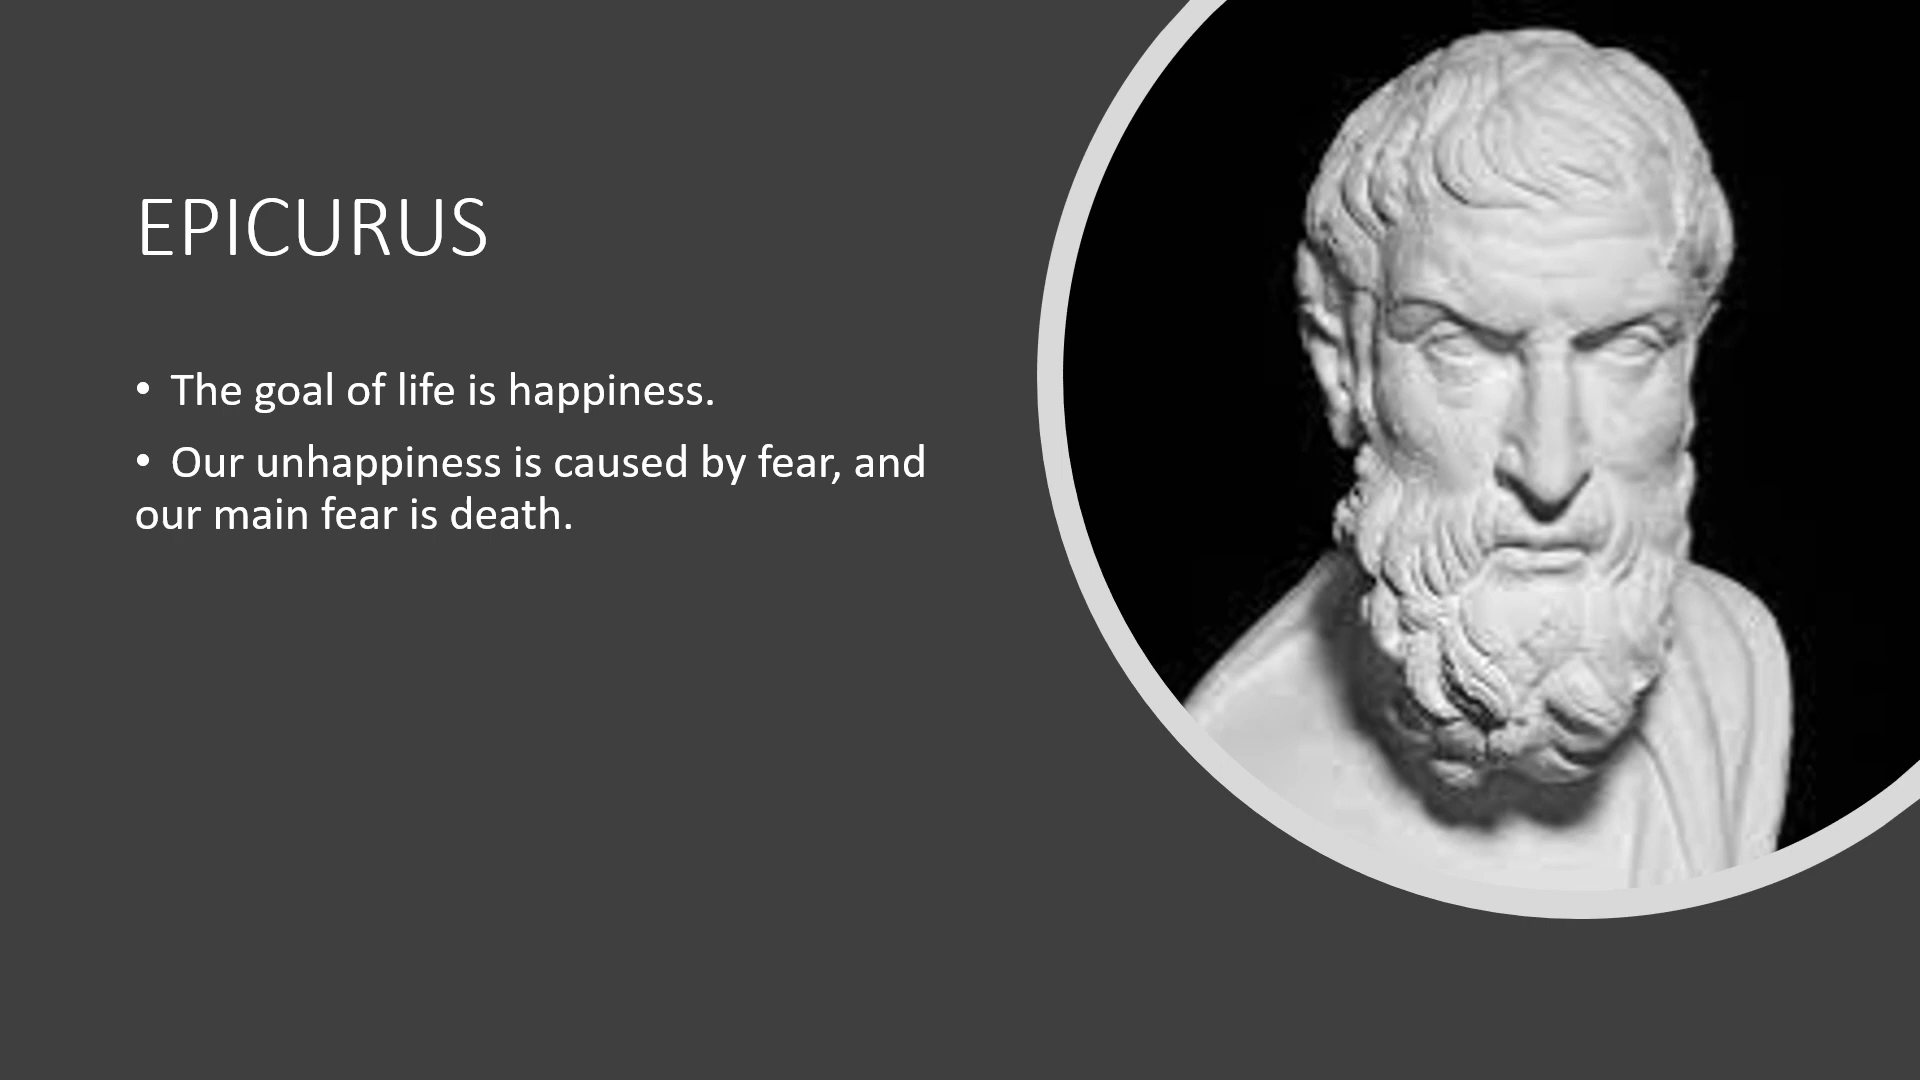 EPICURUS
• The goal of life is happiness.
• Our unhappiness is caused by fear, and
our main fear is death.